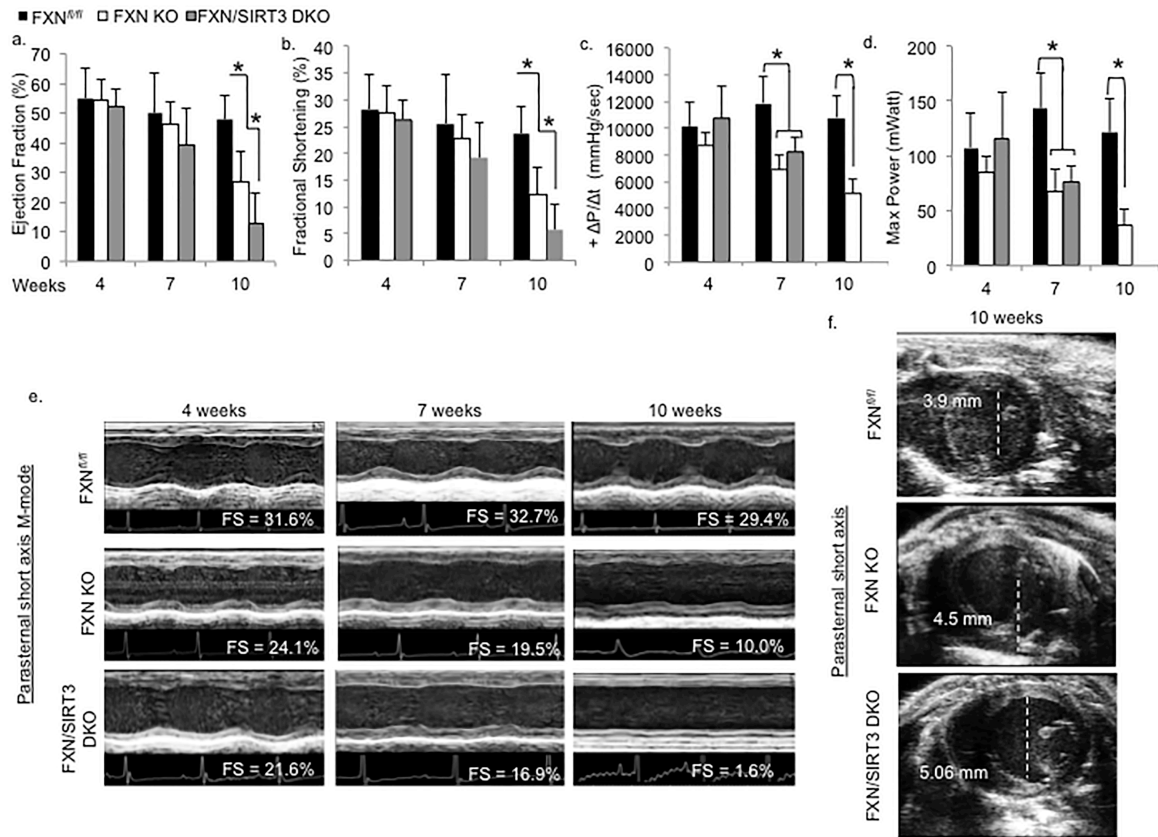 ■ FXNfl/fl □ FXN KO ■ FXN/SIRT3 DKO
a.
Ejection Fraction (%)
70
60
50
40
30
20
10
0
* *
Weeks 4 7 10
b.
Fractional Shortening (%)
40
35
30
25
20
15
10
5
0
* *
4 7 10
c.
+ ΔP/Δt (mmHg/sec)
16000
14000
12000
10000
8000
6000
4000
2000
0
* *
4 7 10
d.
Max Power (mWatt)
200
150
100
50
0
* *
4 7 10
e.
4 weeks 7 weeks 10 weeks
Parasternal short axis M-mode
FXNfl/fl
FS = 31.6% FS = 32.7% FS = 29.4%
FXN KO
FS = 24.1% FS = 19.5% FS = 10.0%
FXN/SIRT3
DKO
FS = 21.6% FS = 16.9% FS = 1.6%
f.
10 weeks
Parasternal short axis
FXNfl/fl
3.9 mm
FXN KO
4.5 mm
FXN/SIRT3 DKO
5.06 mm